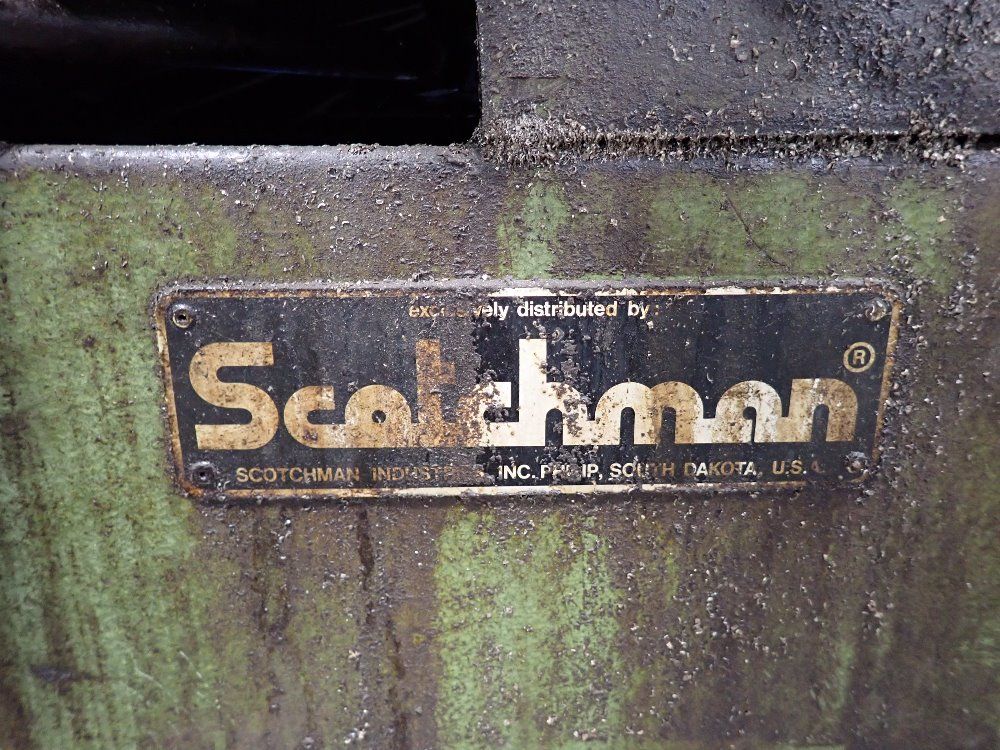 exclusively distributed by:
Scotchman ®
SCOTCHMAN INDUSTRIES, INC. PHILIP, SOUTH DAKOTA, U.S.A.